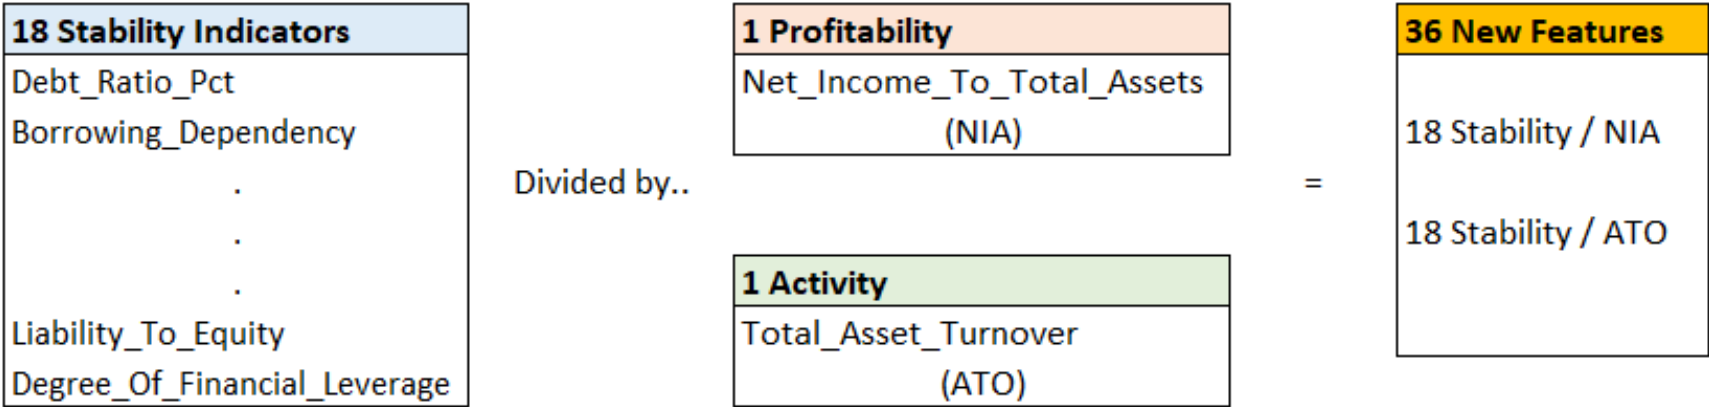 18 Stability Indicators
Debt_Ratio_Pct
Borrowing_Dependency
.
.
.
Liability_To_Equity
Degree_Of_Financial_Leverage
Divided by..
1 Profitability
Net_Income_To_Total_Assets
(NIA)
1 Activity
Total_Asset_Turnover
(ATO)
=
36 New Features
18 Stability / NIA
18 Stability / ATO